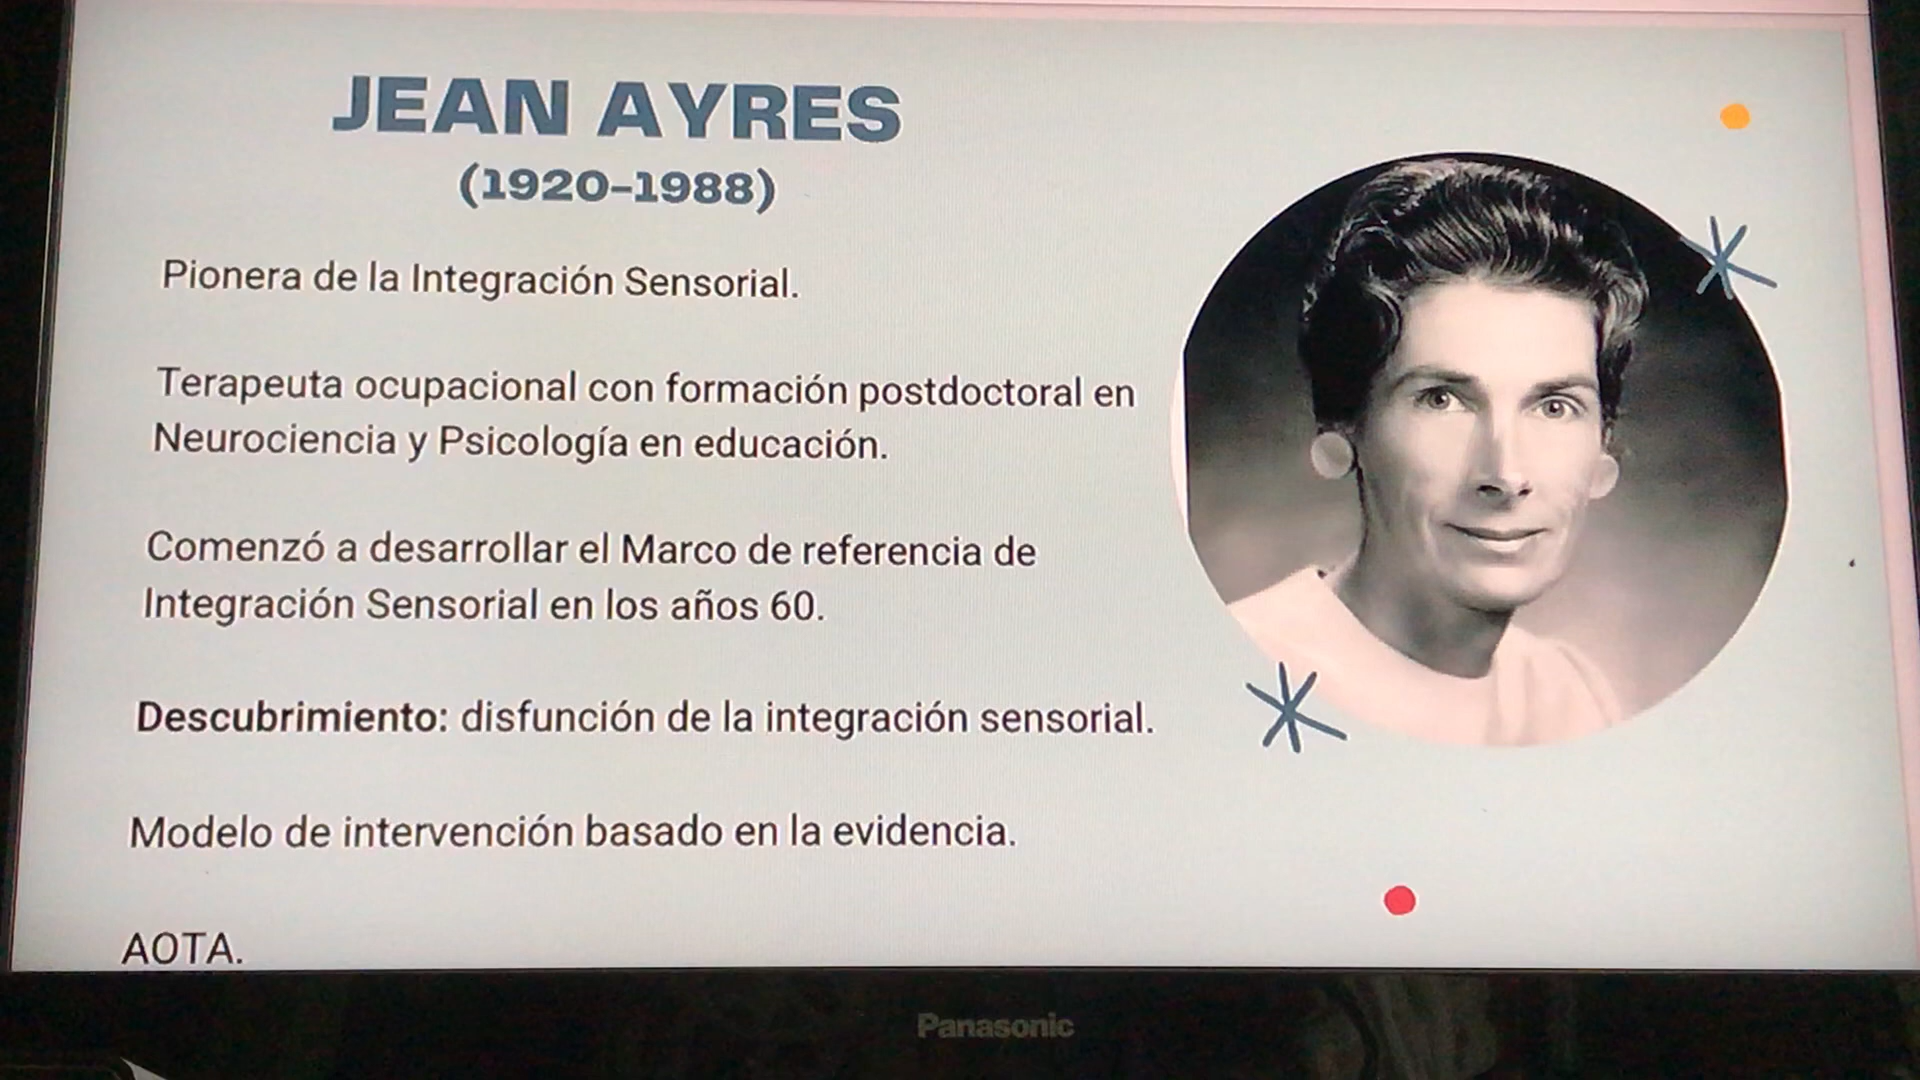 JEAN AYRES
(1920-1988)
Pionera de la Integración Sensorial.
Terapeuta ocupacional con formación postdoctoral en
Neurociencia y Psicología en educación.
Comenzó a desarrollar el Marco de referencia de
Integración Sensorial en los años 60.
Descubrimiento: disfunción de la integración sensorial.
Modelo de intervención basado en la evidencia.
AOTA.
Panasonic